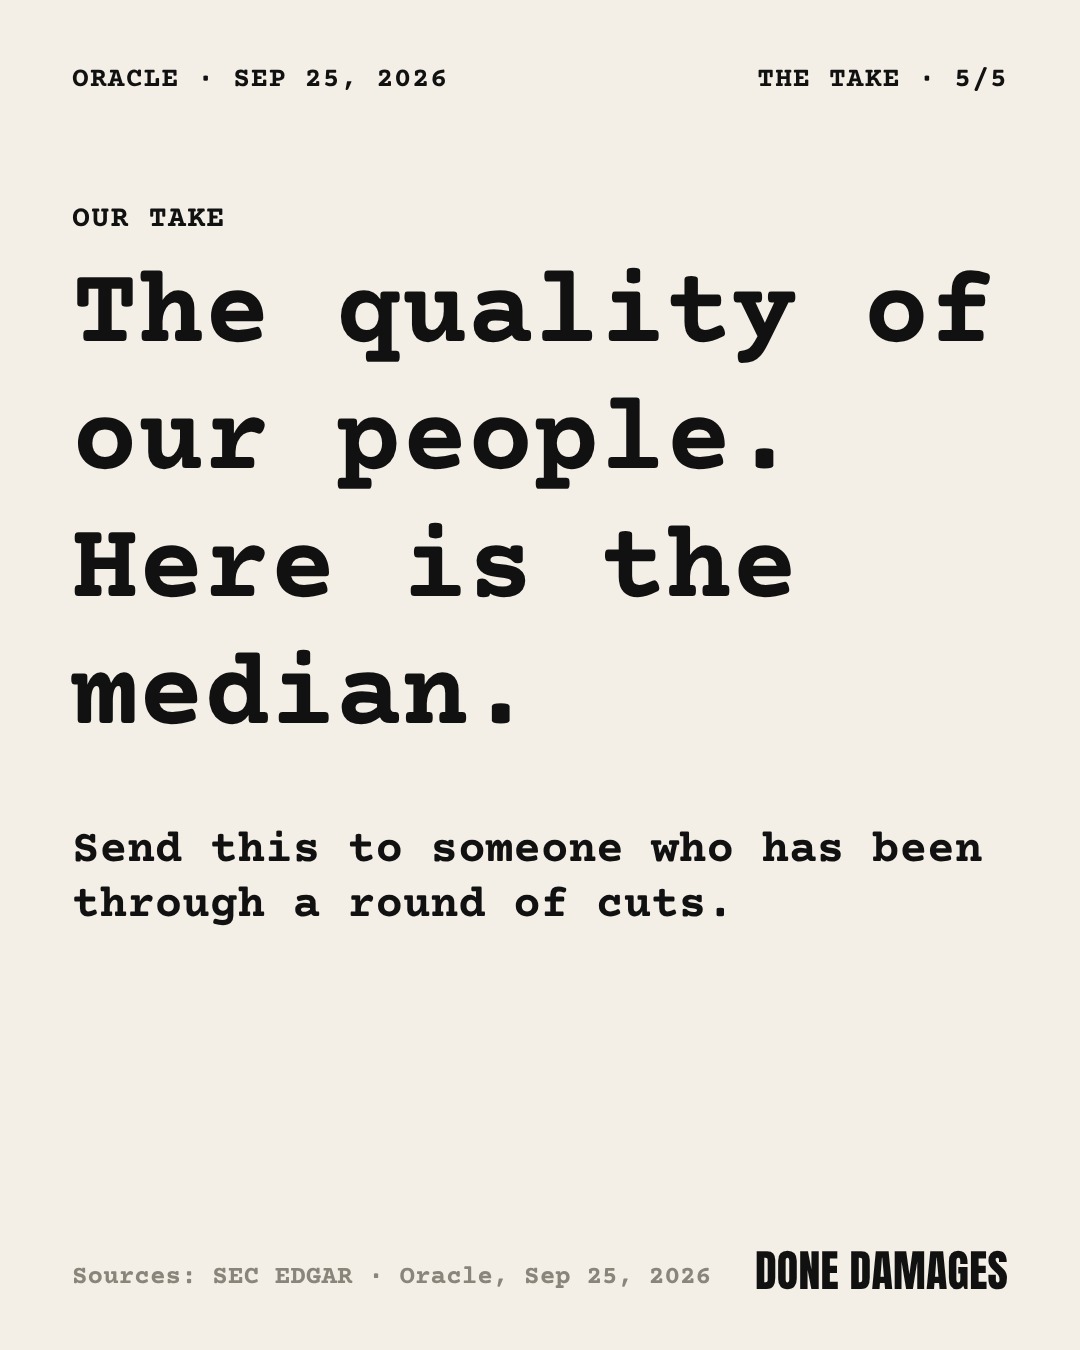 ORACLE · SEP 25, 2026
THE TAKE · 5/5
OUR TAKE
The quality of
our people.
Here is the
median.
Send this to someone who has been
through a round of cuts.
Sources: SEC EDGAR · Oracle, Sep 25, 2026
DONE DAMAGES